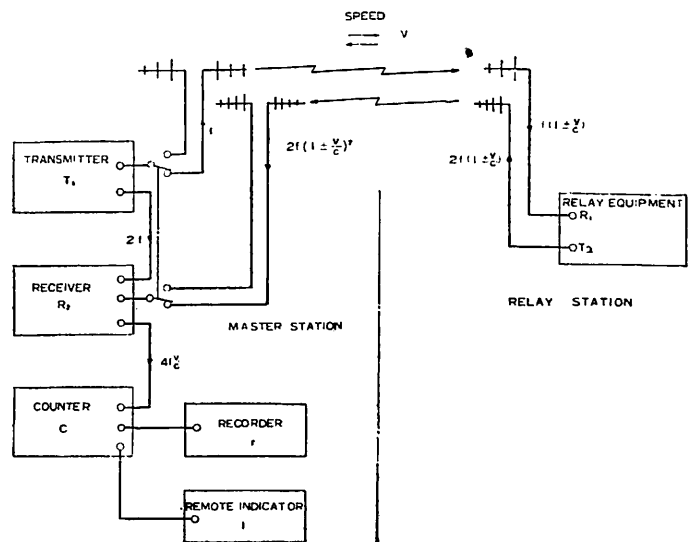 SPEED
V
f
2f(1 ± V/C)²
f(1 ± V/C)
2f(1 ± V/C)
TRANSMITTER
T₁
2f
RECEIVER
R₂
4f V/C
COUNTER
C
RECORDER
r
REMOTE INDICATOR
I
MASTER STATION
RELAY EQUIPMENT
R₁
T₂
RELAY STATION